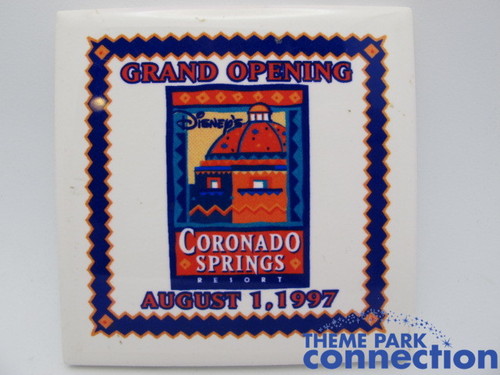 GRAND OPENING
Disney's
CORONADO
SPRINGS
RESORT
AUGUST 1, 1997
THEME PARK
connection